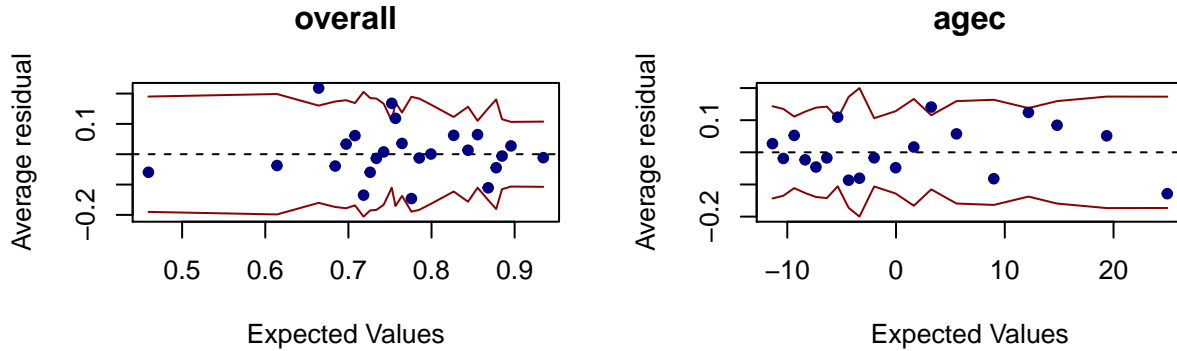 overall
Average residual
0.1
−0.2
0.5 0.6 0.7 0.8 0.9
Expected Values
agec
Average residual
0.1
−0.2
−10 0 10 20
Expected Values